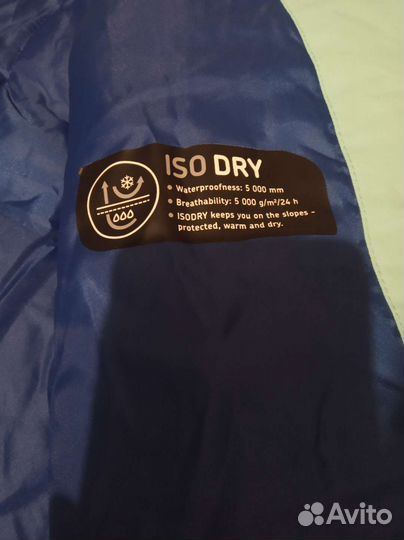 ISO DRY
• Waterproofness: 5 000 mm
• Breathability: 5 000 g/m²/24 h
• ISODRY keeps you on the slopes –
protected, warm and dry.
Avito